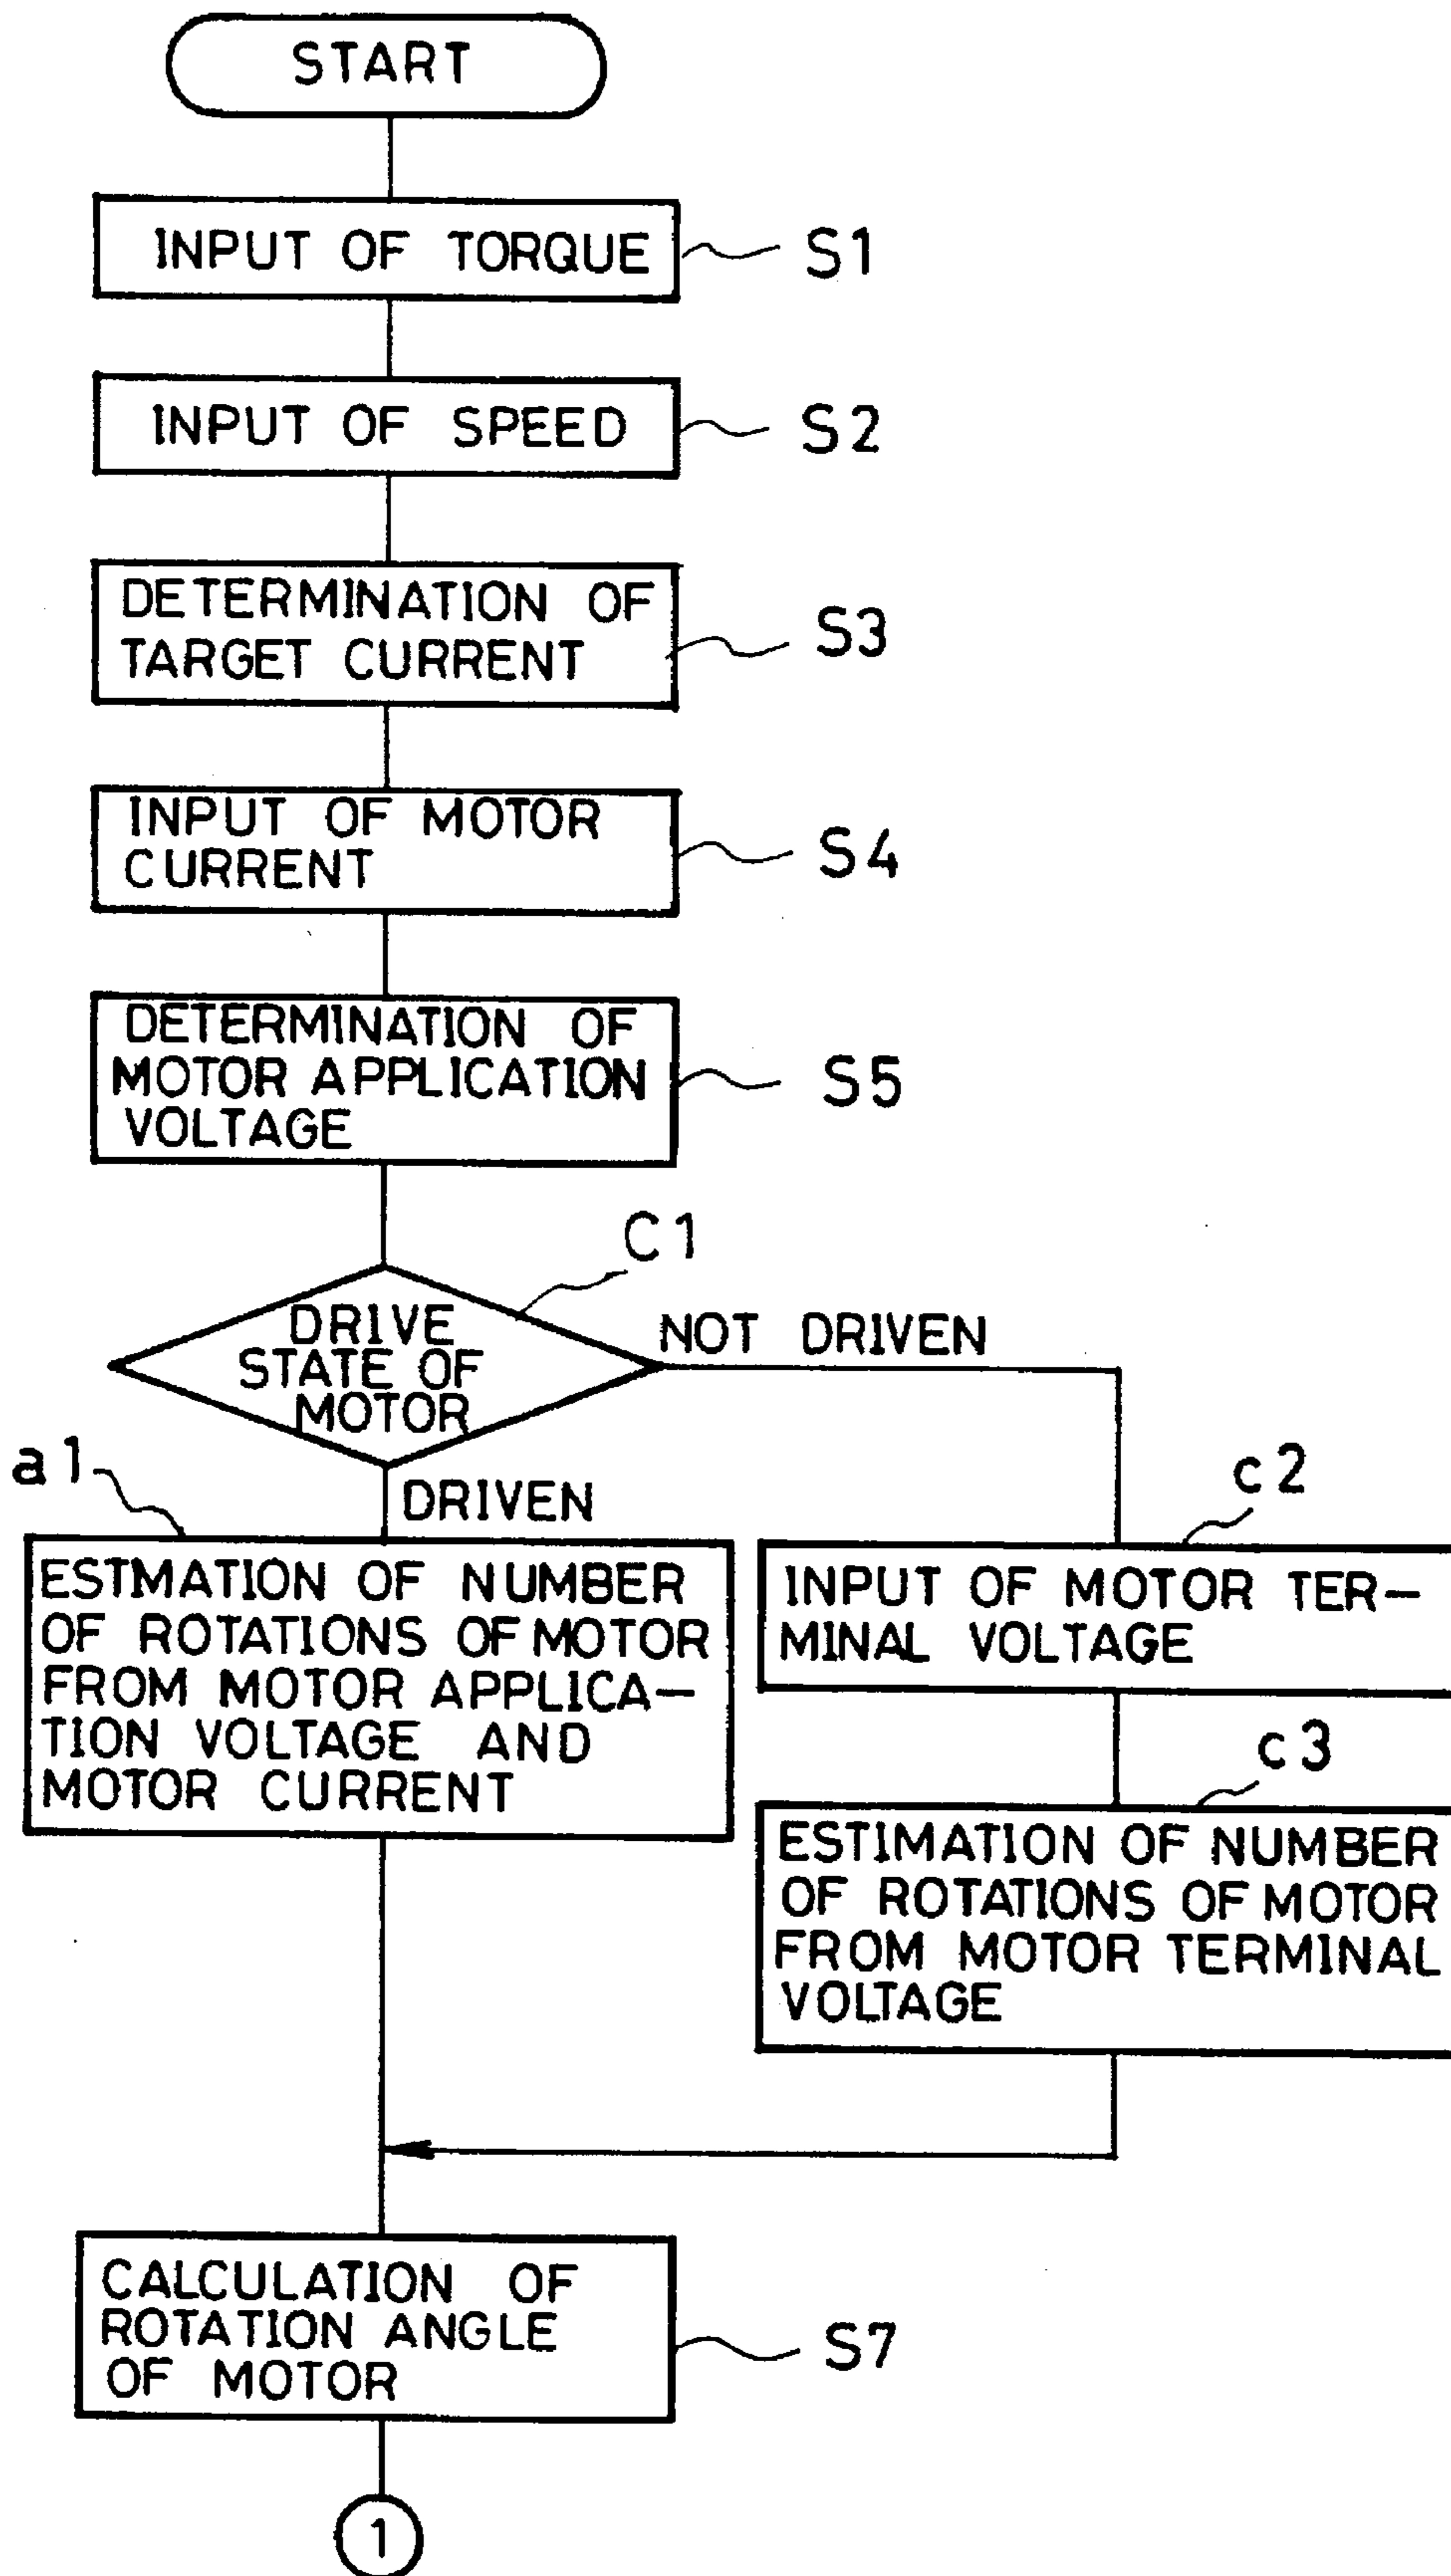 START
INPUT OF TORQUE
S1
INPUT OF SPEED
S2
DETERMINATION OF
TARGET CURRENT
S3
INPUT OF MOTOR
CURRENT
S4
DETERMINATION OF
MOTOR APPLICATION
VOLTAGE
S5
C1
DRIVE
STATE OF
MOTOR
NOT DRIVEN
DRIVEN
a1
ESTMATION OF NUMBER
OF ROTATIONS OF MOTOR
FROM MOTOR APPLICA-
TION VOLTAGE AND
MOTOR CURRENT
c2
INPUT OF MOTOR TER-
MINAL VOLTAGE
c3
ESTIMATION OF NUMBER
OF ROTATIONS OF MOTOR
FROM MOTOR TERMINAL
VOLTAGE
CALCULATION OF
ROTATION ANGLE
OF MOTOR
S7
1